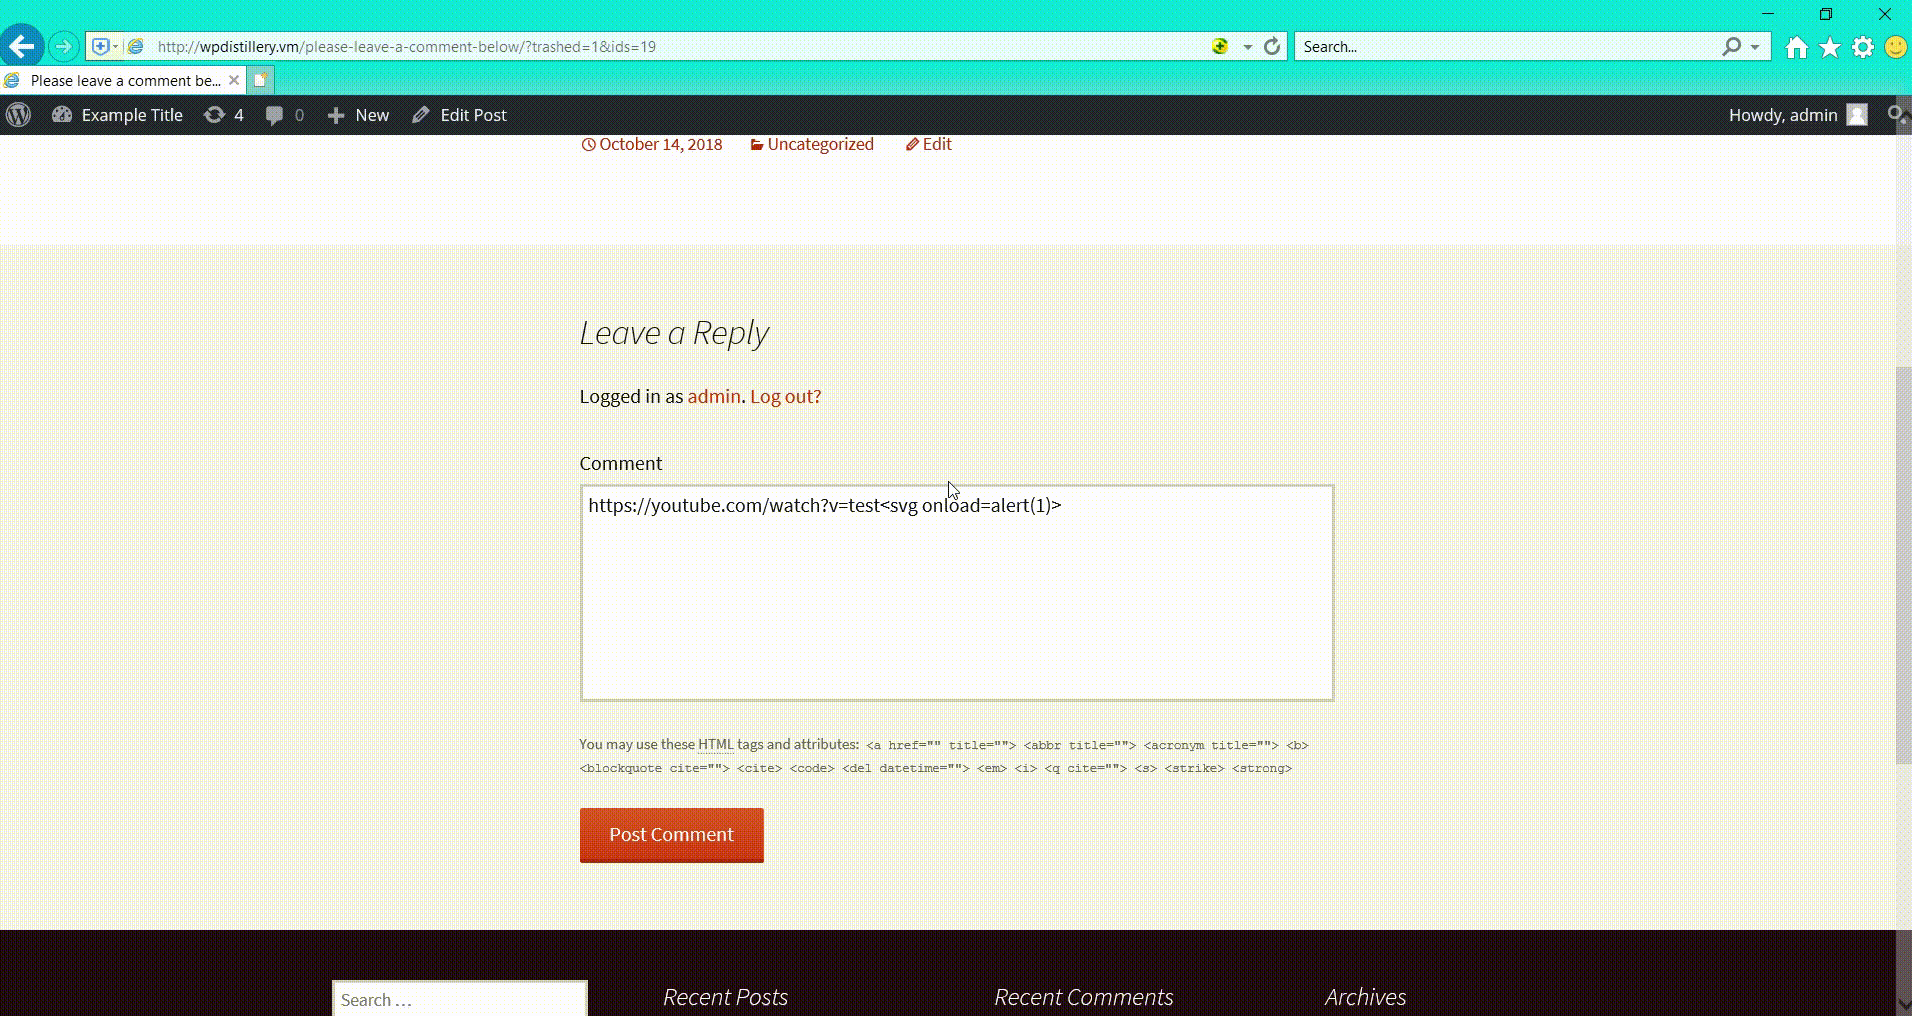 http://wpdistillery.vm/please-leave-a-comment-below/?trashed=1&ids=19
Search...
Please leave a comment be...
Example Title 4 0 New Edit Post Howdy, admin
October 14, 2018 Uncategorized Edit
Leave a Reply
Logged in as admin. Log out?
Comment
https://youtube.com/watch?v=test<svg onload=alert(1)>
You may use these HTML tags and attributes: <a href="" title=""> <abbr title=""> <acronym title=""> <b>
<blockquote cite=""> <cite> <code> <del datetime=""> <em> <i> <q cite=""> <s> <strike> <strong>
Post Comment
Search …
Recent Posts
Recent Comments
Archives